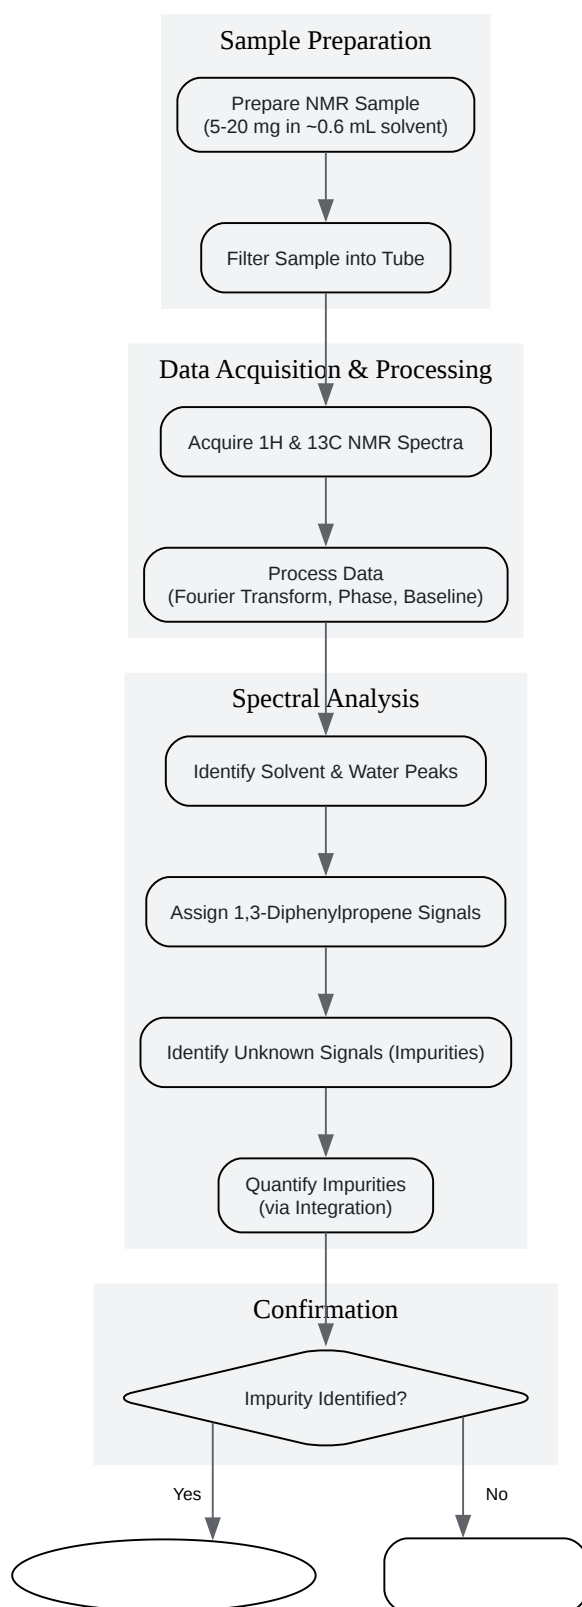 Sample Preparation
Prepare NMR Sample
(5-20 mg in ~0.6 mL solvent)
Filter Sample into Tube
Data Acquisition & Processing
Acquire 1H & 13C NMR Spectra
Process Data
(Fourier Transform, Phase, Baseline)
Spectral Analysis
Identify Solvent & Water Peaks
Assign 1,3-Diphenylpropene Signals
Identify Unknown Signals (Impurities)
Quantify Impurities
(via Integration)
Confirmation
Impurity Identified?
Yes
No